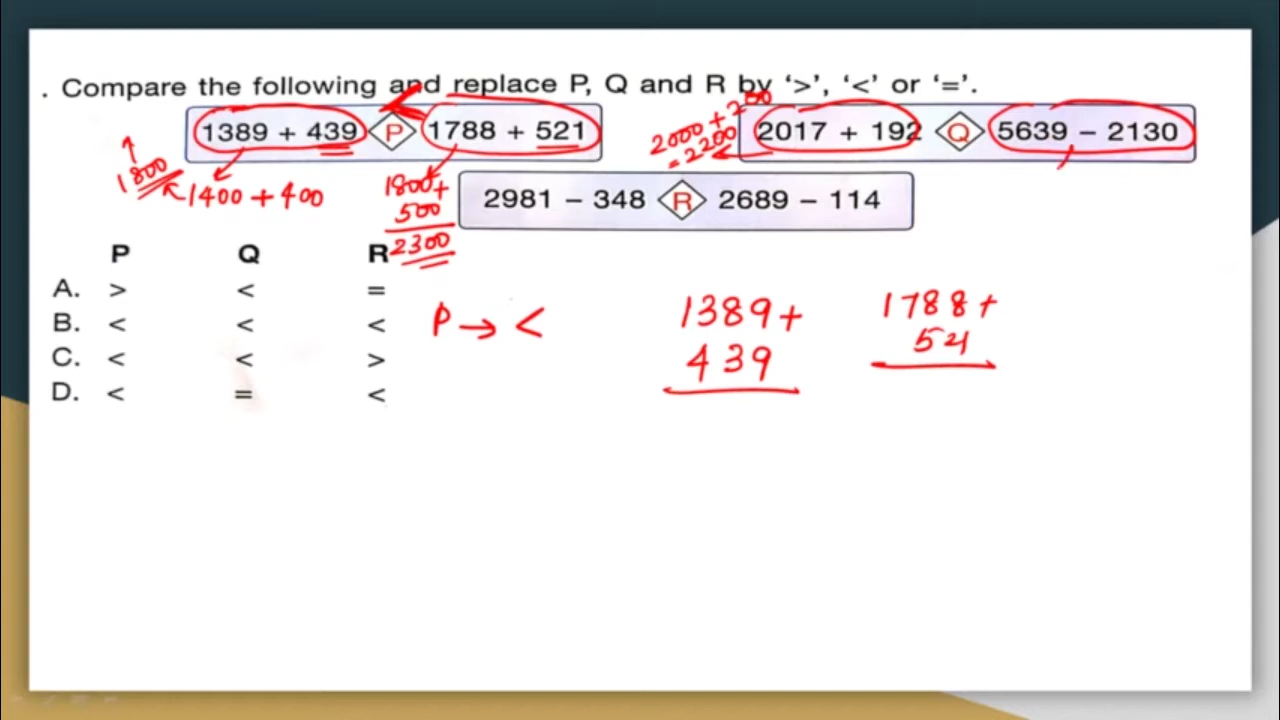 . Compare the following and replace P, Q and R by ‘>’, ‘<’ or ‘=’.
<
1389 + 439 P 1788 + 521
2017 + 192 Q 5639 – 2130
2000 + 200
= 2200
1800
1400 + 400
1800 +
500
2300
2981 – 348 R 2689 – 114
P Q R
A. > < =
B. < < <
C. < < >
D. < = <
P → <
1389 +
439
1788 +
521